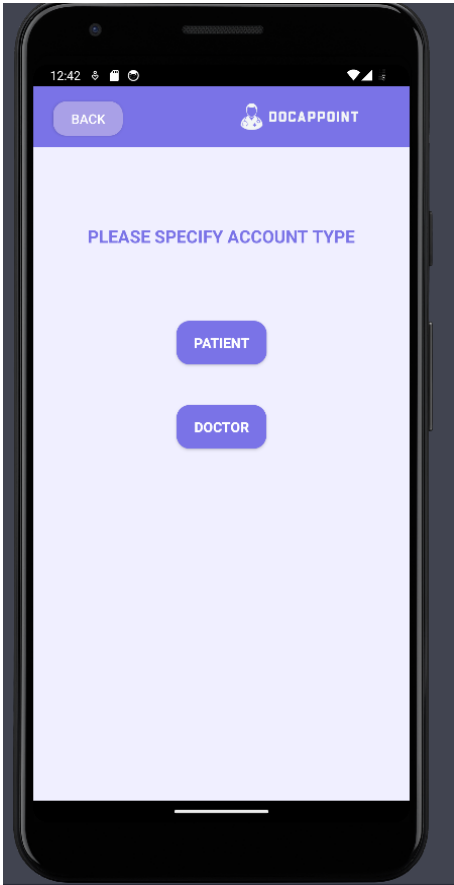 12:42
BACK
DOCAPPOINT
PLEASE SPECIFY ACCOUNT TYPE
PATIENT
DOCTOR